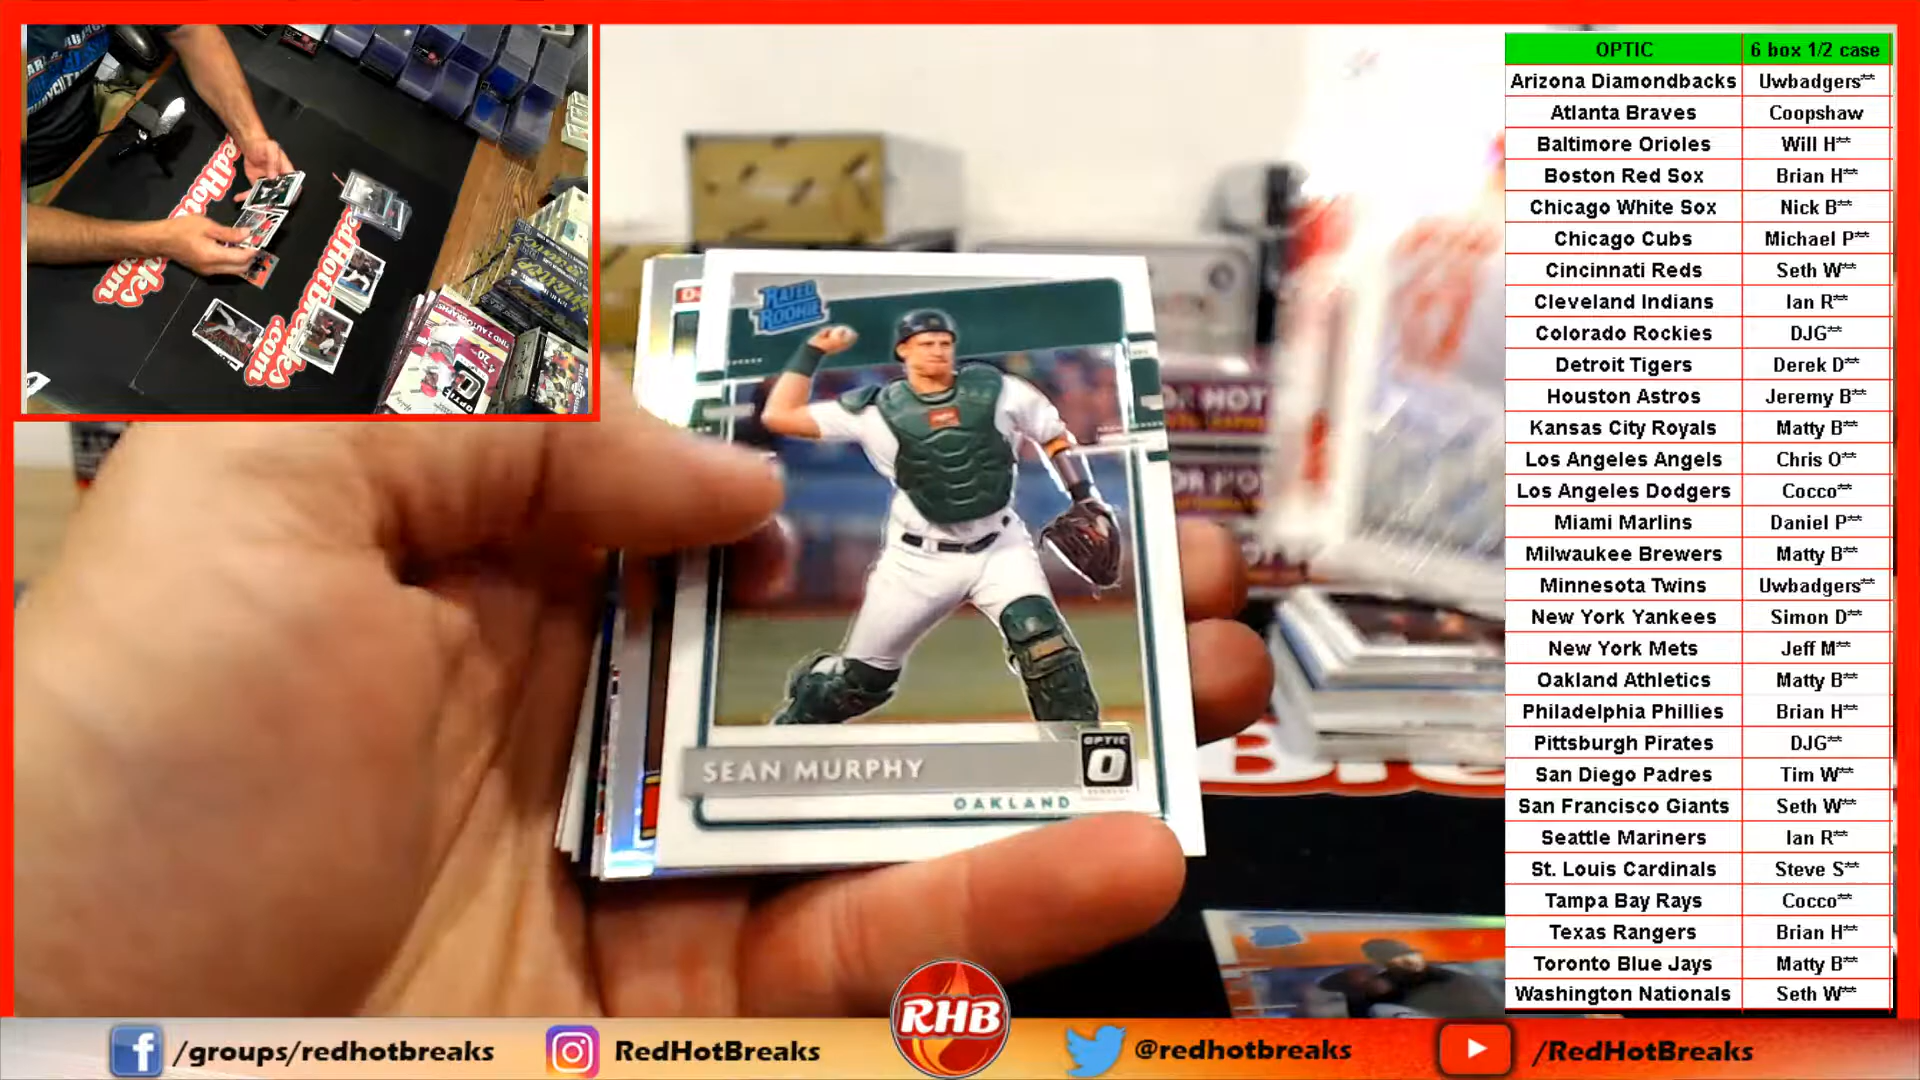 OPTIC 6 box 1/2 case
Arizona Diamondbacks Uwbadgers**
Atlanta Braves Coopshaw
Baltimore Orioles Will H**
Boston Red Sox Brian H**
Chicago White Sox Nick B**
Chicago Cubs Michael P**
Cincinnati Reds Seth W**
Cleveland Indians Ian R**
Colorado Rockies DJG**
Detroit Tigers Derek D**
Houston Astros Jeremy B**
Kansas City Royals Matty B**
Los Angeles Angels Chris O**
Los Angeles Dodgers Cocco**
Miami Marlins Daniel P**
Milwaukee Brewers Matty B**
Minnesota Twins Uwbadgers**
New York Yankees Simon D**
New York Mets Jeff M**
Oakland Athletics Matty B**
Philadelphia Phillies Brian H**
Pittsburgh Pirates DJG**
San Diego Padres Tim W**
San Francisco Giants Seth W**
Seattle Mariners Ian R**
St. Louis Cardinals Steve S**
Tampa Bay Rays Cocco**
Texas Rangers Brian H**
Toronto Blue Jays Matty B**
Washington Nationals Seth W**
RATED
ROOKIE
SEAN MURPHY
OPTIC
O
OAKLAND
RHB
/groups/redhotbreaks
RedHotBreaks
@redhotbreaks
/RedHotBreaks